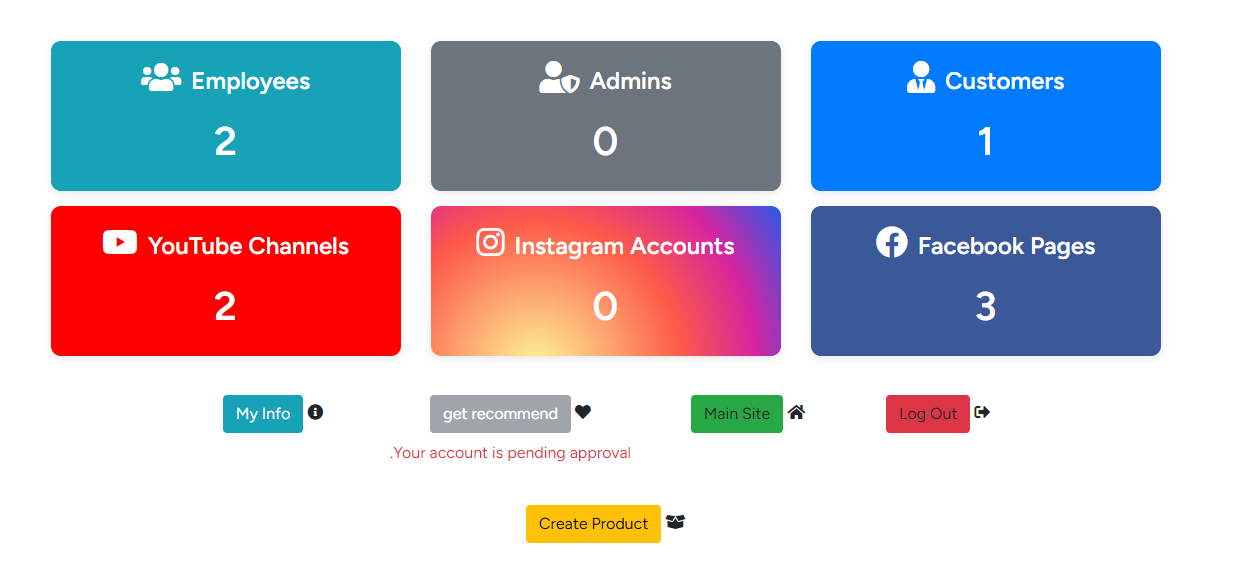 Employees
2
Admins
0
Customers
1
YouTube Channels
2
Instagram Accounts
0
Facebook Pages
3
My Info
get recommend
Main Site
Log Out
.Your account is pending approval
Create Product